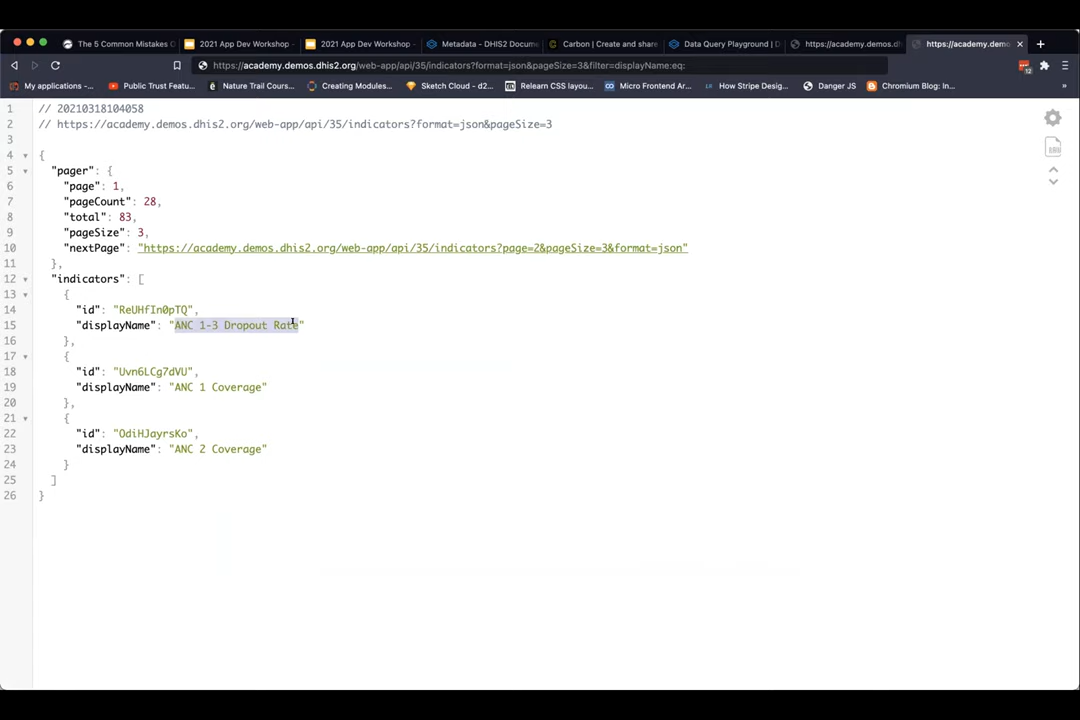 The 5 Common Mistakes O
2021 App Dev Workshop -
2021 App Dev Workshop -
Metadata - DHIS2 Docume
Carbon | Create and share
Data Query Playground | D
https://academy.demos.d
https://academy.demo
https://academy.demos.dhis2.org/web-app/api/35/indicators?format=json&pageSize=3&filter=displayName:eq:
12
My applications -...
Public Trust Featu...
Nature Trail Cours...
Creating Modules...
Sketch Cloud - d2...
Relearn CSS layou...
Micro Frontend Ar...
How Stripe Design...
Danger JS
Chromium Blog: In...
»
1 // 20210318104058
2 // https://academy.demos.dhis2.org/web-app/api/35/indicators?format=json&pageSize=3
3
4 {
5 "pager": {
6 "page": 1,
7 "pageCount": 28,
8 "total": 83,
9 "pageSize": 3,
10 "nextPage": "https://academy.demos.dhis2.org/web-app/api/35/indicators?page=2&pageSize=3&format=json"
11 },
12 "indicators": [
13 {
14 "id": "ReUHfIn0pTQ",
15 "displayName": "ANC 1-3 Dropout Rate"
16 },
17 {
18 "id": "Uvn6LCg7dVU",
19 "displayName": "ANC 1 Coverage"
20 },
21 {
22 "id": "OdiHJayrsKo",
23 "displayName": "ANC 2 Coverage"
24 }
25 ]
26 }